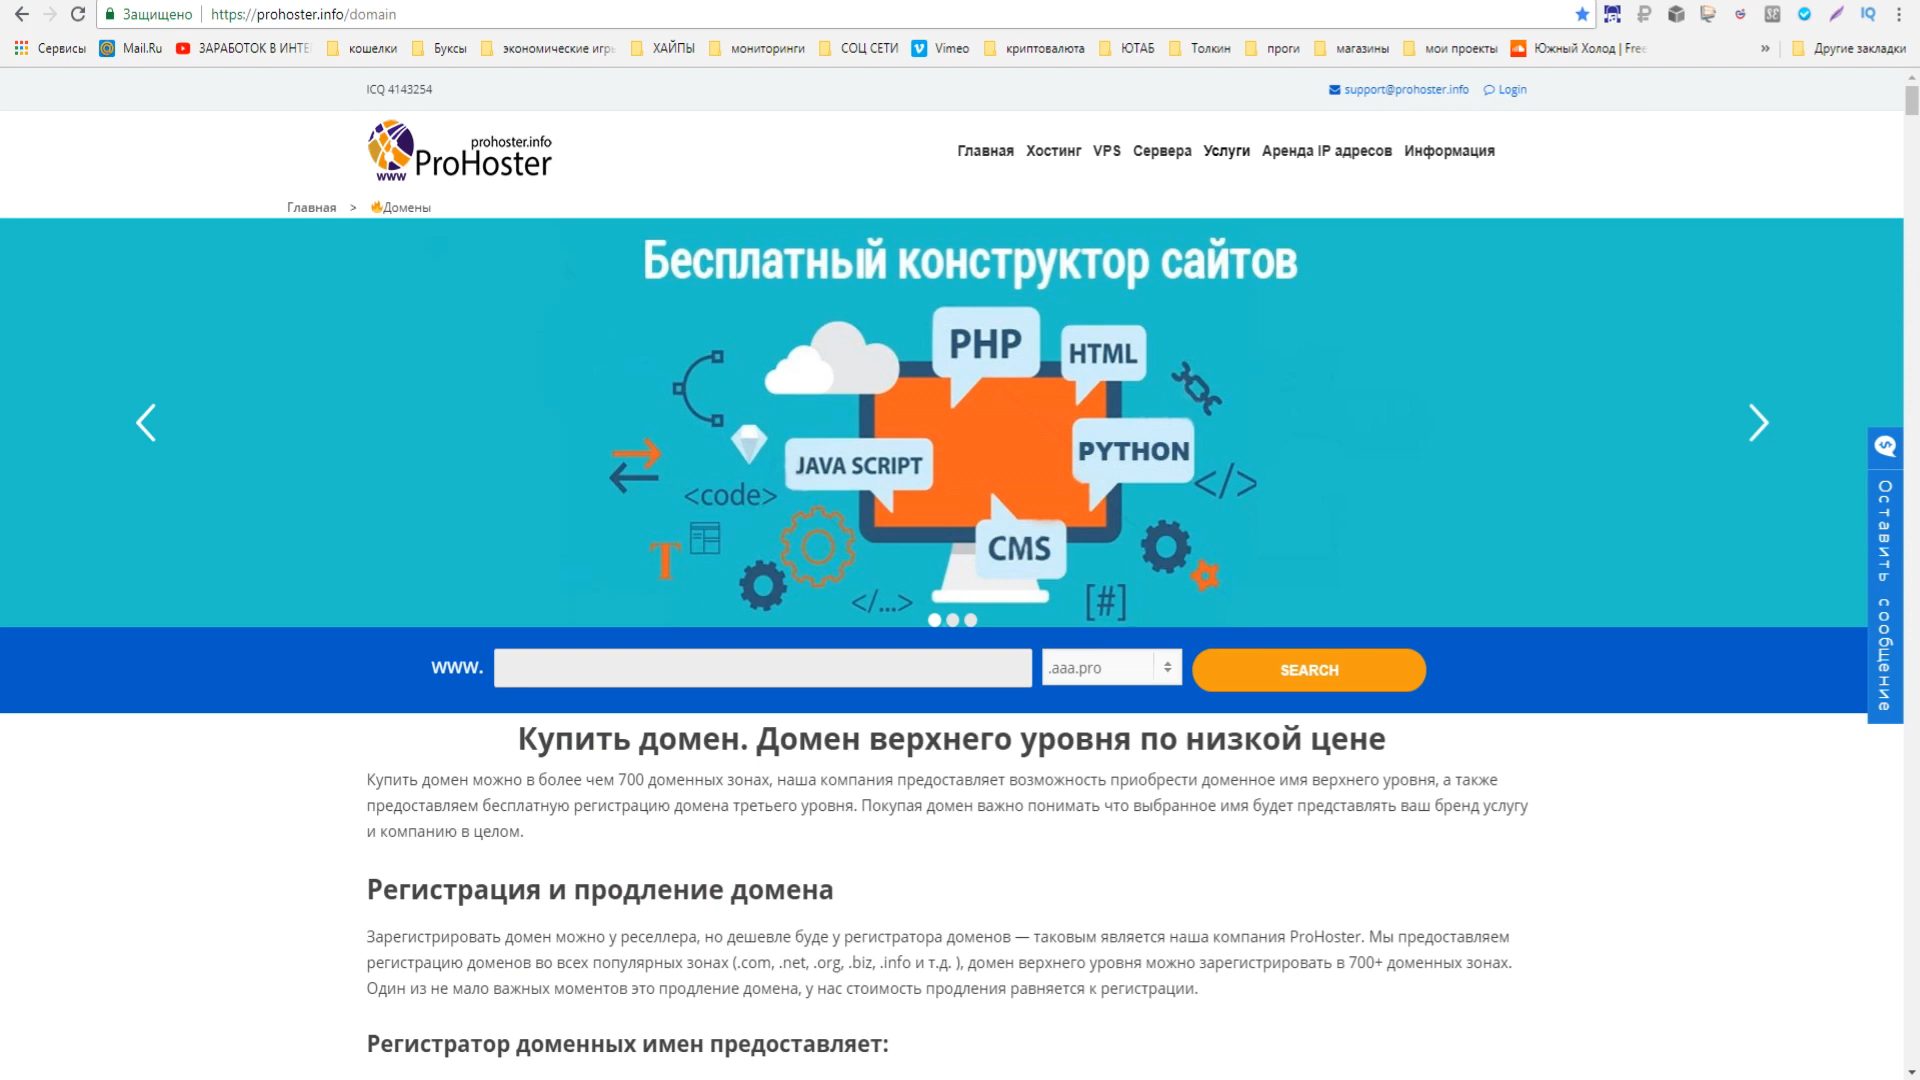 Защищено https://prohoster.info/domain
Сервисы Mail.Ru ЗАРАБОТОК В ИНТЕ кошелки Буксы экономические игры ХАЙПЫ мониторинги СОЦ СЕТИ Vimeo криптовалюта ЮТАБ Толкин проги магазины мои проекты Южный Холод | Free » Другие закладки
ICQ 4143254 support@prohoster.info Login
prohoster.info
ProHoster
www
Главная Хостинг VPS Сервера Услуги Аренда IP адресов Информация
Главная > Домены
Бесплатный конструктор сайтов
PHP
HTML
PYTHON
JAVA SCRIPT
<code>
</>
T
CMS
</...>
[#]
Оставить сообщение
www. .aaa.pro SEARCH
Купить домен. Домен верхнего уровня по низкой цене
Купить домен можно в более чем 700 доменных зонах, наша компания предоставляет возможность приобрести доменное имя верхнего уровня, а также
предоставляем бесплатную регистрацию домена третьего уровня. Покупая домен важно понимать что выбранное имя будет представлять ваш бренд услугу
и компанию в целом.
Регистрация и продление домена
Зарегистрировать домен можно у реселлера, но дешевле буде у регистратора доменов — таковым является наша компания ProHoster. Мы предоставляем
регистрацию доменов во всех популярных зонах (.com, .net, .org, .biz, .info и т.д. ), домен верхнего уровня можно зарегистрировать в 700+ доменных зонах.
Один из не мало важных моментов это продление домена, у нас стоимость продления равняется к регистрации.
Регистратор доменных имен предоставляет: